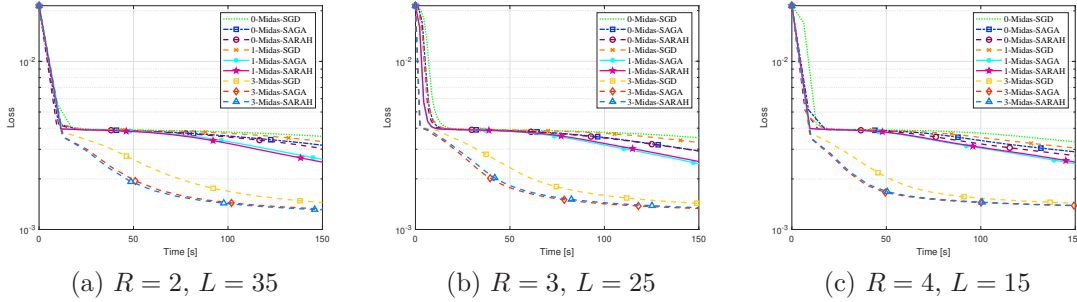 10^-2
10^-3
Loss
0
50
100
150
Time [s]
0-Midas-SGD
0-Midas-SAGA
0-Midas-SARAH
1-Midas-SGD
1-Midas-SAGA
1-Midas-SARAH
3-Midas-SGD
3-Midas-SAGA
3-Midas-SARAH
(a) R = 2, L = 35
10^-2
10^-3
Loss
0
50
100
150
Time [s]
0-Midas-SGD
0-Midas-SAGA
0-Midas-SARAH
1-Midas-SGD
1-Midas-SAGA
1-Midas-SARAH
3-Midas-SGD
3-Midas-SAGA
3-Midas-SARAH
(b) R = 3, L = 25
10^-2
10^-3
Loss
0
50
100
150
Time [s]
0-Midas-SGD
0-Midas-SAGA
0-Midas-SARAH
1-Midas-SGD
1-Midas-SAGA
1-Midas-SARAH
3-Midas-SGD
3-Midas-SAGA
3-Midas-SARAH
(c) R = 4, L = 15